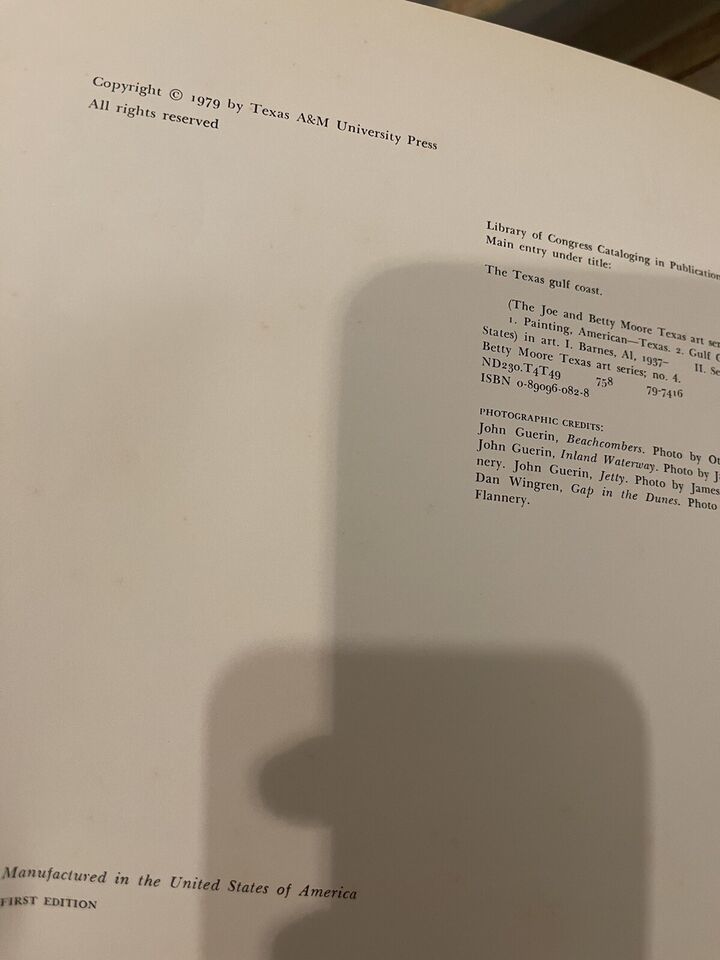 Copyright © 1979 by Texas A&M University Press
All rights reserved
Library of Congress Cataloging in Publication
Main entry under title:
The Texas gulf coast.
(The Joe and Betty Moore Texas art
1. Painting, American—Texas. 2. Gulf
States) in art. I. Barnes, Al, 1937– II.
Betty Moore Texas art series; no. 4.
ND230.T4T49 758 79-7416
ISBN 0-89096-082-8
PHOTOGRAPHIC CREDITS:
John Guerin, Beachcombers. Photo by
John Guerin, Inland Waterway. Photo by
nery. John Guerin, Jetty. Photo by James
Dan Wingren, Gap in the Dunes. Photo
Flannery.
Manufactured in the United States of America
FIRST EDITION